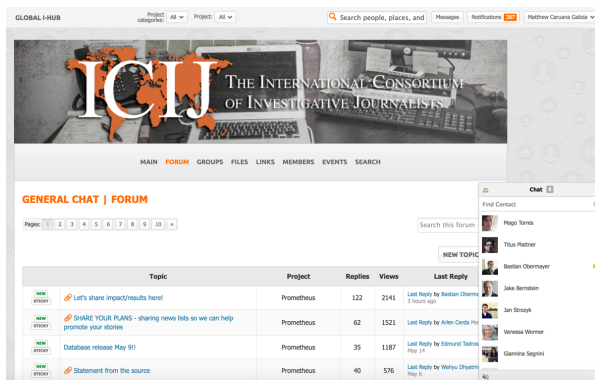 GLOBAL I-HUB
Project categories: All Project: All Search people, places, and Messages Notifications 387 Matthew Caruana Galizia
ICIJ
THE INTERNATIONAL CONSORTIUM
OF INVESTIGATIVE JOURNALISTS
MAIN FORUM GROUPS FILES LINKS MEMBERS EVENTS SEARCH
GENERAL CHAT | FORUM
Pages: 1 2 3 4 5 6 7 8 9 10 » Search this forum
NEW TOPIC
Topic Project Replies Views Last Reply
NEW STICKY Let's share impact/results here! Prometheus 122 2141 Last Reply by Bastian Oberma
3 hours ago
NEW STICKY SHARE YOUR PLANS - sharing news lists so we can help
promote your stories Prometheus 62 1521 Last Reply by Arlen Cerda Ma
NEW STICKY Database release May 9!! Prometheus 35 1187 Last Reply by Edmund Tadros
May 14
NEW STICKY Statement from the source Prometheus 40 576 Last Reply by Wahyu Dhyatm
May 6
Chat 4
Find Contact
Mago Torres
Titus Plattner
Bastian Obermayer
Jake Bernstein
Jan Strozyk
Vanessa Wormer
Giannina Segnini